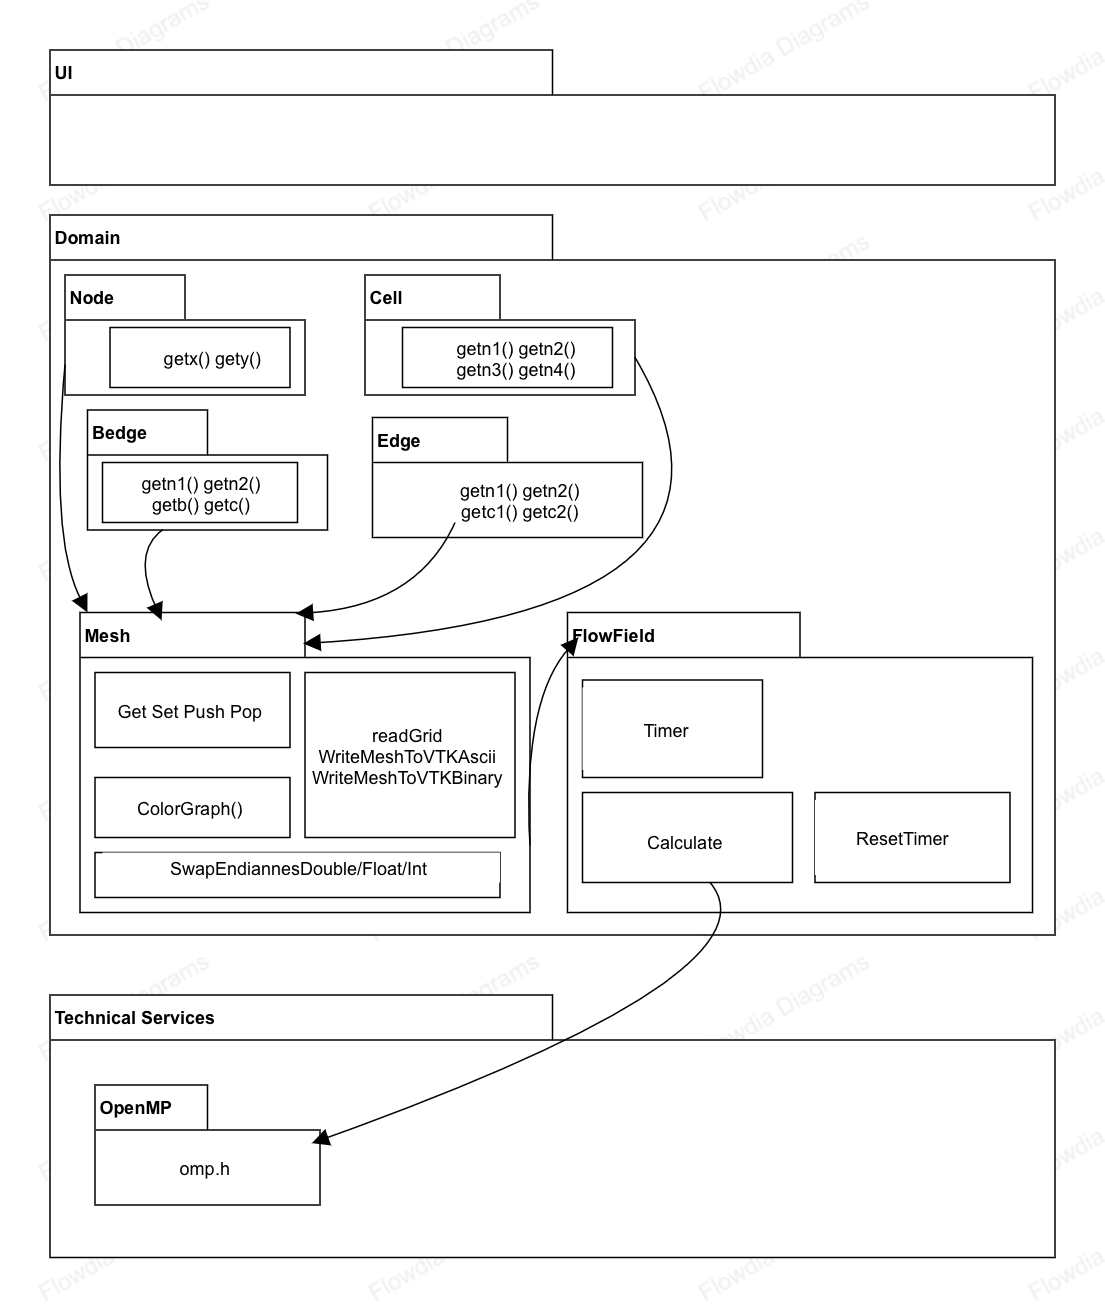 UI
Domain
Node
getx() gety()
Cell
getn1() getn2()
getn3() getn4()
Bedge
getn1() getn2()
getb() getc()
Edge
getn1() getn2()
getc1() getc2()
Mesh
Get Set Push Pop
readGrid
WriteMeshToVTKAscii
WriteMeshToVTKBinary
ColorGraph()
SwapEndiannesDouble/Float/Int
FlowField
Timer
Calculate
ResetTimer
Technical Services
OpenMP
omp.h
Flowdia Diagrams